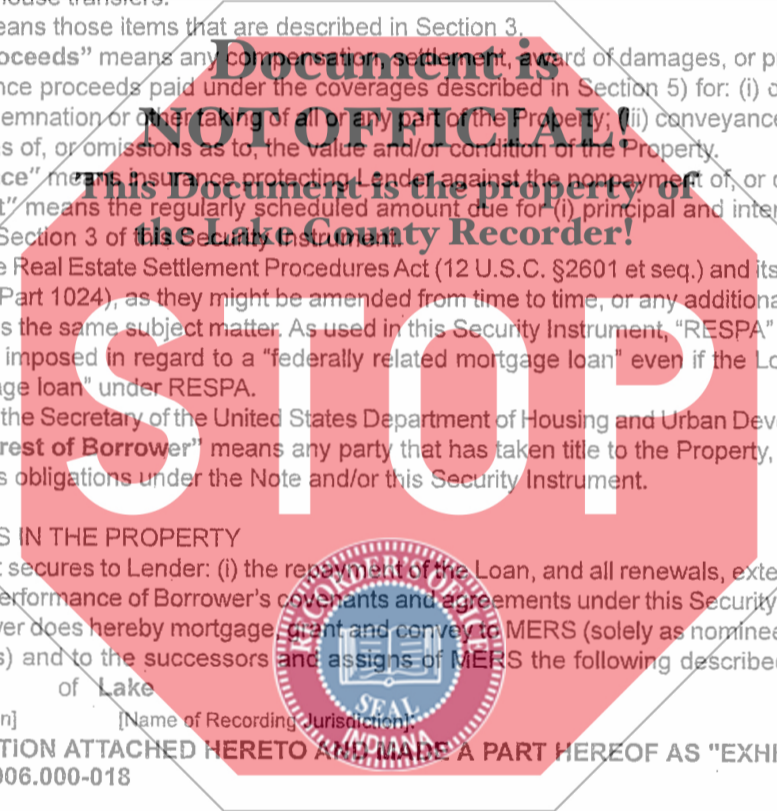 house transfers.
eans those items that are described in Section 3.
oceeds” means any compensation, settlement, award of damages, or p
Document is
nce proceeds paid under the coverages described in Section 5) for: (i)
NOT OFFICIAL!
emnation or other taking of all or any part of the Property; (ii) conveyance
s of, or omissions as to, the value and/or condition of the Property.
ce” means insurance protecting Lender against the nonpayment of, or
This Document is the property of
t” means the regularly scheduled amount due for (i) principal and inte
the Lake County Recorder!
Section 3 of this Security Instrument.
e Real Estate Settlement Procedures Act (12 U.S.C. §2601 et seq.) and its
Part 1024), as they might be amended from time to time, or any additiona
s the same subject matter. As used in this Security Instrument, “RESPA”
STOP
imposed in regard to a “federally related mortgage loan” even if the Lo
ge loan” under RESPA.
the Secretary of the United States Department of Housing and Urban Dev
rest of Borrower” means any party that has taken title to the Property,
s obligations under the Note and/or this Security Instrument.
S IN THE PROPERTY
t secures to Lender: (i) the repayment of the Loan, and all renewals, exte
erformance of Borrower’s covenants and agreements under this Security
wer does hereby mortgage, grant and convey to MERS (solely as nomine
s) and to the successors and assigns of MERS the following describe
RECORDER'S OFFICE
SEAL
INDIANA
of Lake
n] [Name of Recording Jurisdiction]:
TION ATTACHED HERETO AND MADE A PART HEREOF AS "EXHI
006.000-018